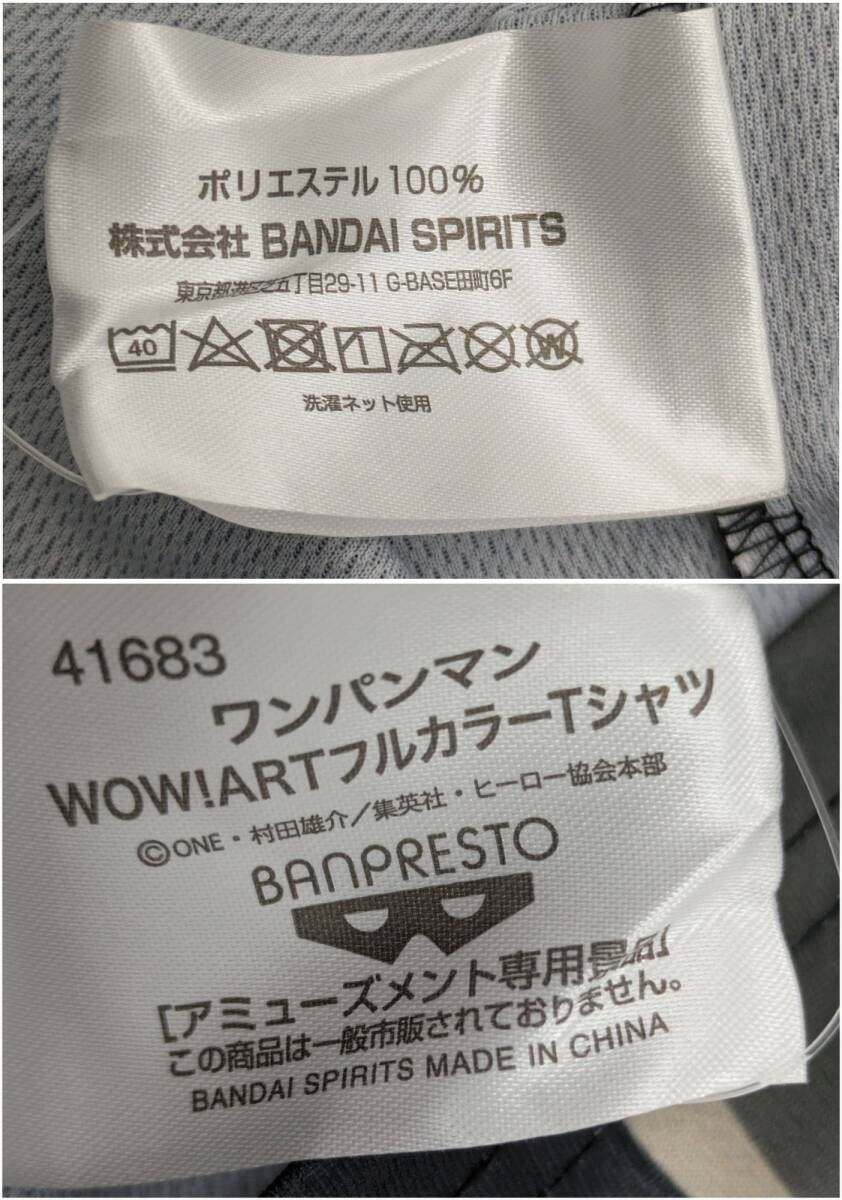 ポリエステル 100%
株式会社 BANDAI SPIRITS
東京都港区芝五丁目29-11 G-BASE田町6F
40
W
洗濯ネット使用
41683
ワンパンマン
WOW!ARTフルカラーTシャツ
©ONE・村田雄介/集英社・ヒーロー協会本部
BANPRESTO
[アミューズメント専用景品]
この商品は一般市販されておりません。
BANDAI SPIRITS MADE IN CHINA